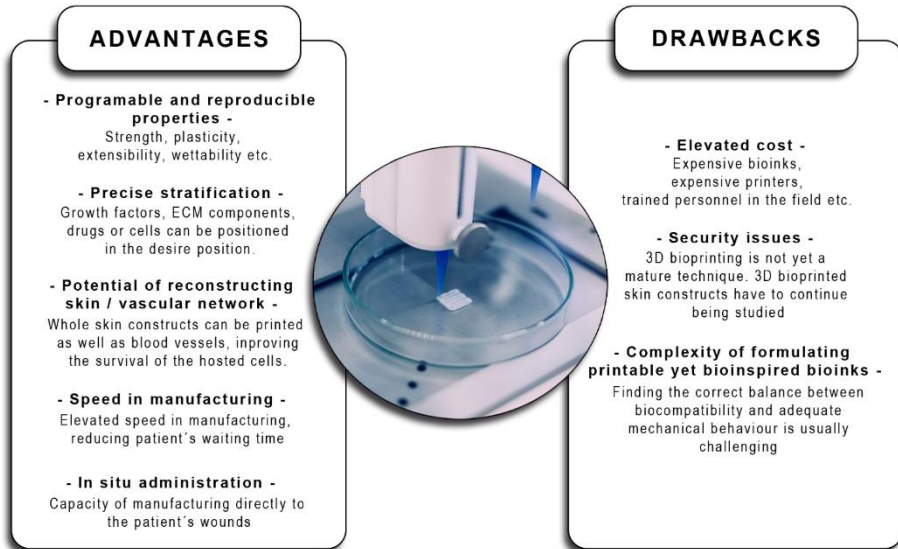 ADVANTAGES
- Programable and reproducible
properties -
Strength, plasticity,
extensibility, wettability etc.
- Precise stratification -
Growth factors, ECM components,
drugs or cells can be positioned
in the desire position.
- Potential of reconstructing
skin / vascular network -
Whole skin constructs can be printed
as well as blood vessels, inproving
the survival of the hosted cells.
- Speed in manufacturing -
Elevated speed in manufacturing,
reducing patient´s waiting time
- In situ administration -
Capacity of manufacturing directly to
the patient´s wounds
DRAWBACKS
- Elevated cost -
Expensive bioinks,
expensive printers,
trained personnel in the field etc.
- Security issues -
3D bioprinting is not yet a
mature technique. 3D bioprinted
skin constructs have to continue
being studied
- Complexity of formulating
printable yet bioinspired bioinks -
Finding the correct balance between
biocompatibility and adequate
mechanical behaviour is usually
challenging